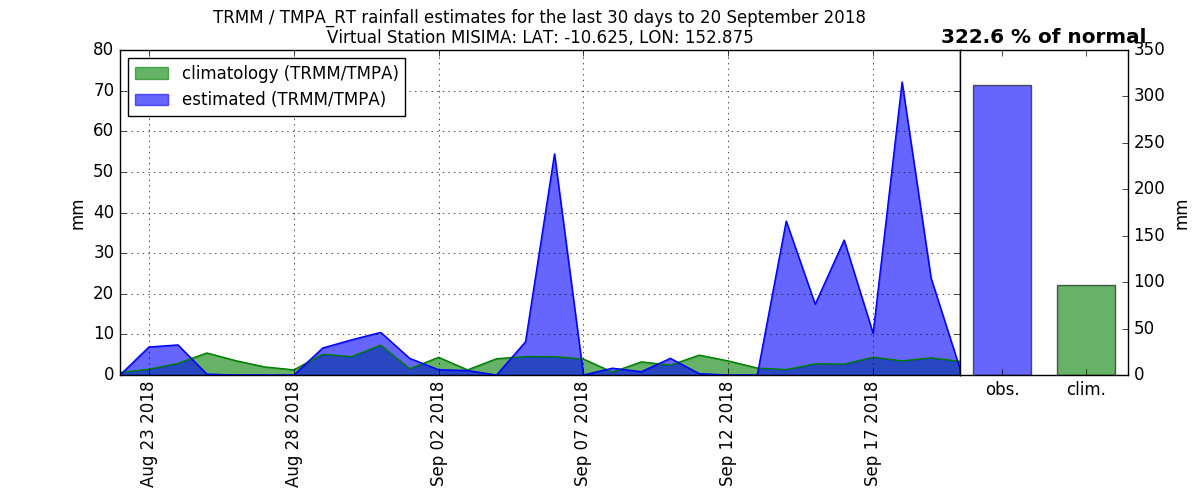 TRMM / TMPA_RT rainfall estimates for the last 30 days to 20 September 2018
Virtual Station MISIMA: LAT: -10.625, LON: 152.875
322.6 % of normal
climatology (TRMM/TMPA)
estimated (TRMM/TMPA)
mm
80
70
60
50
40
30
20
10
0
Aug 23 2018
Aug 28 2018
Sep 02 2018
Sep 07 2018
Sep 12 2018
Sep 17 2018
obs.
clim.
350
300
250
200
150
100
50
0
mm